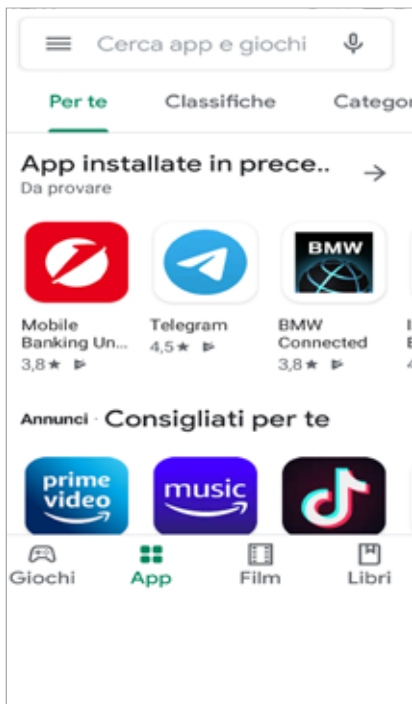 Cerca app e giochi
Per te Classifiche Categor
App installate in prece..
Da provare
BMW
Mobile Banking Un... Telegram BMW Connected
3,8★ 4,5★ 3,8★
Annunci · Consigliati per te
prime video music
Giochi App Film Libri